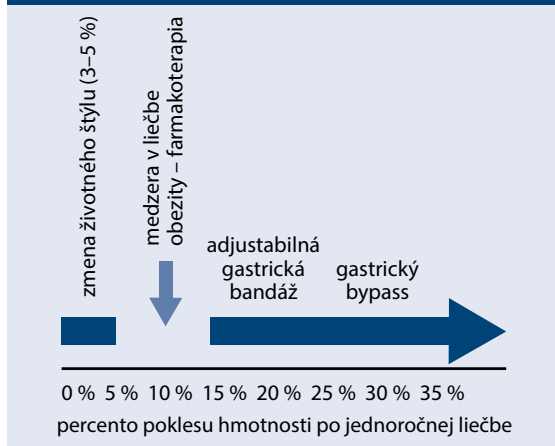 zmena životného štýlu (3–5 %)
medzera v liečbe
obezity – farmakoterapia
adjustabilná
gastrická
bandáž
gastrický
bypass
0 % 5 % 10 % 15 % 20 % 25 % 30 % 35 %
percento poklesu hmotnosti po jednoročnej liečbe